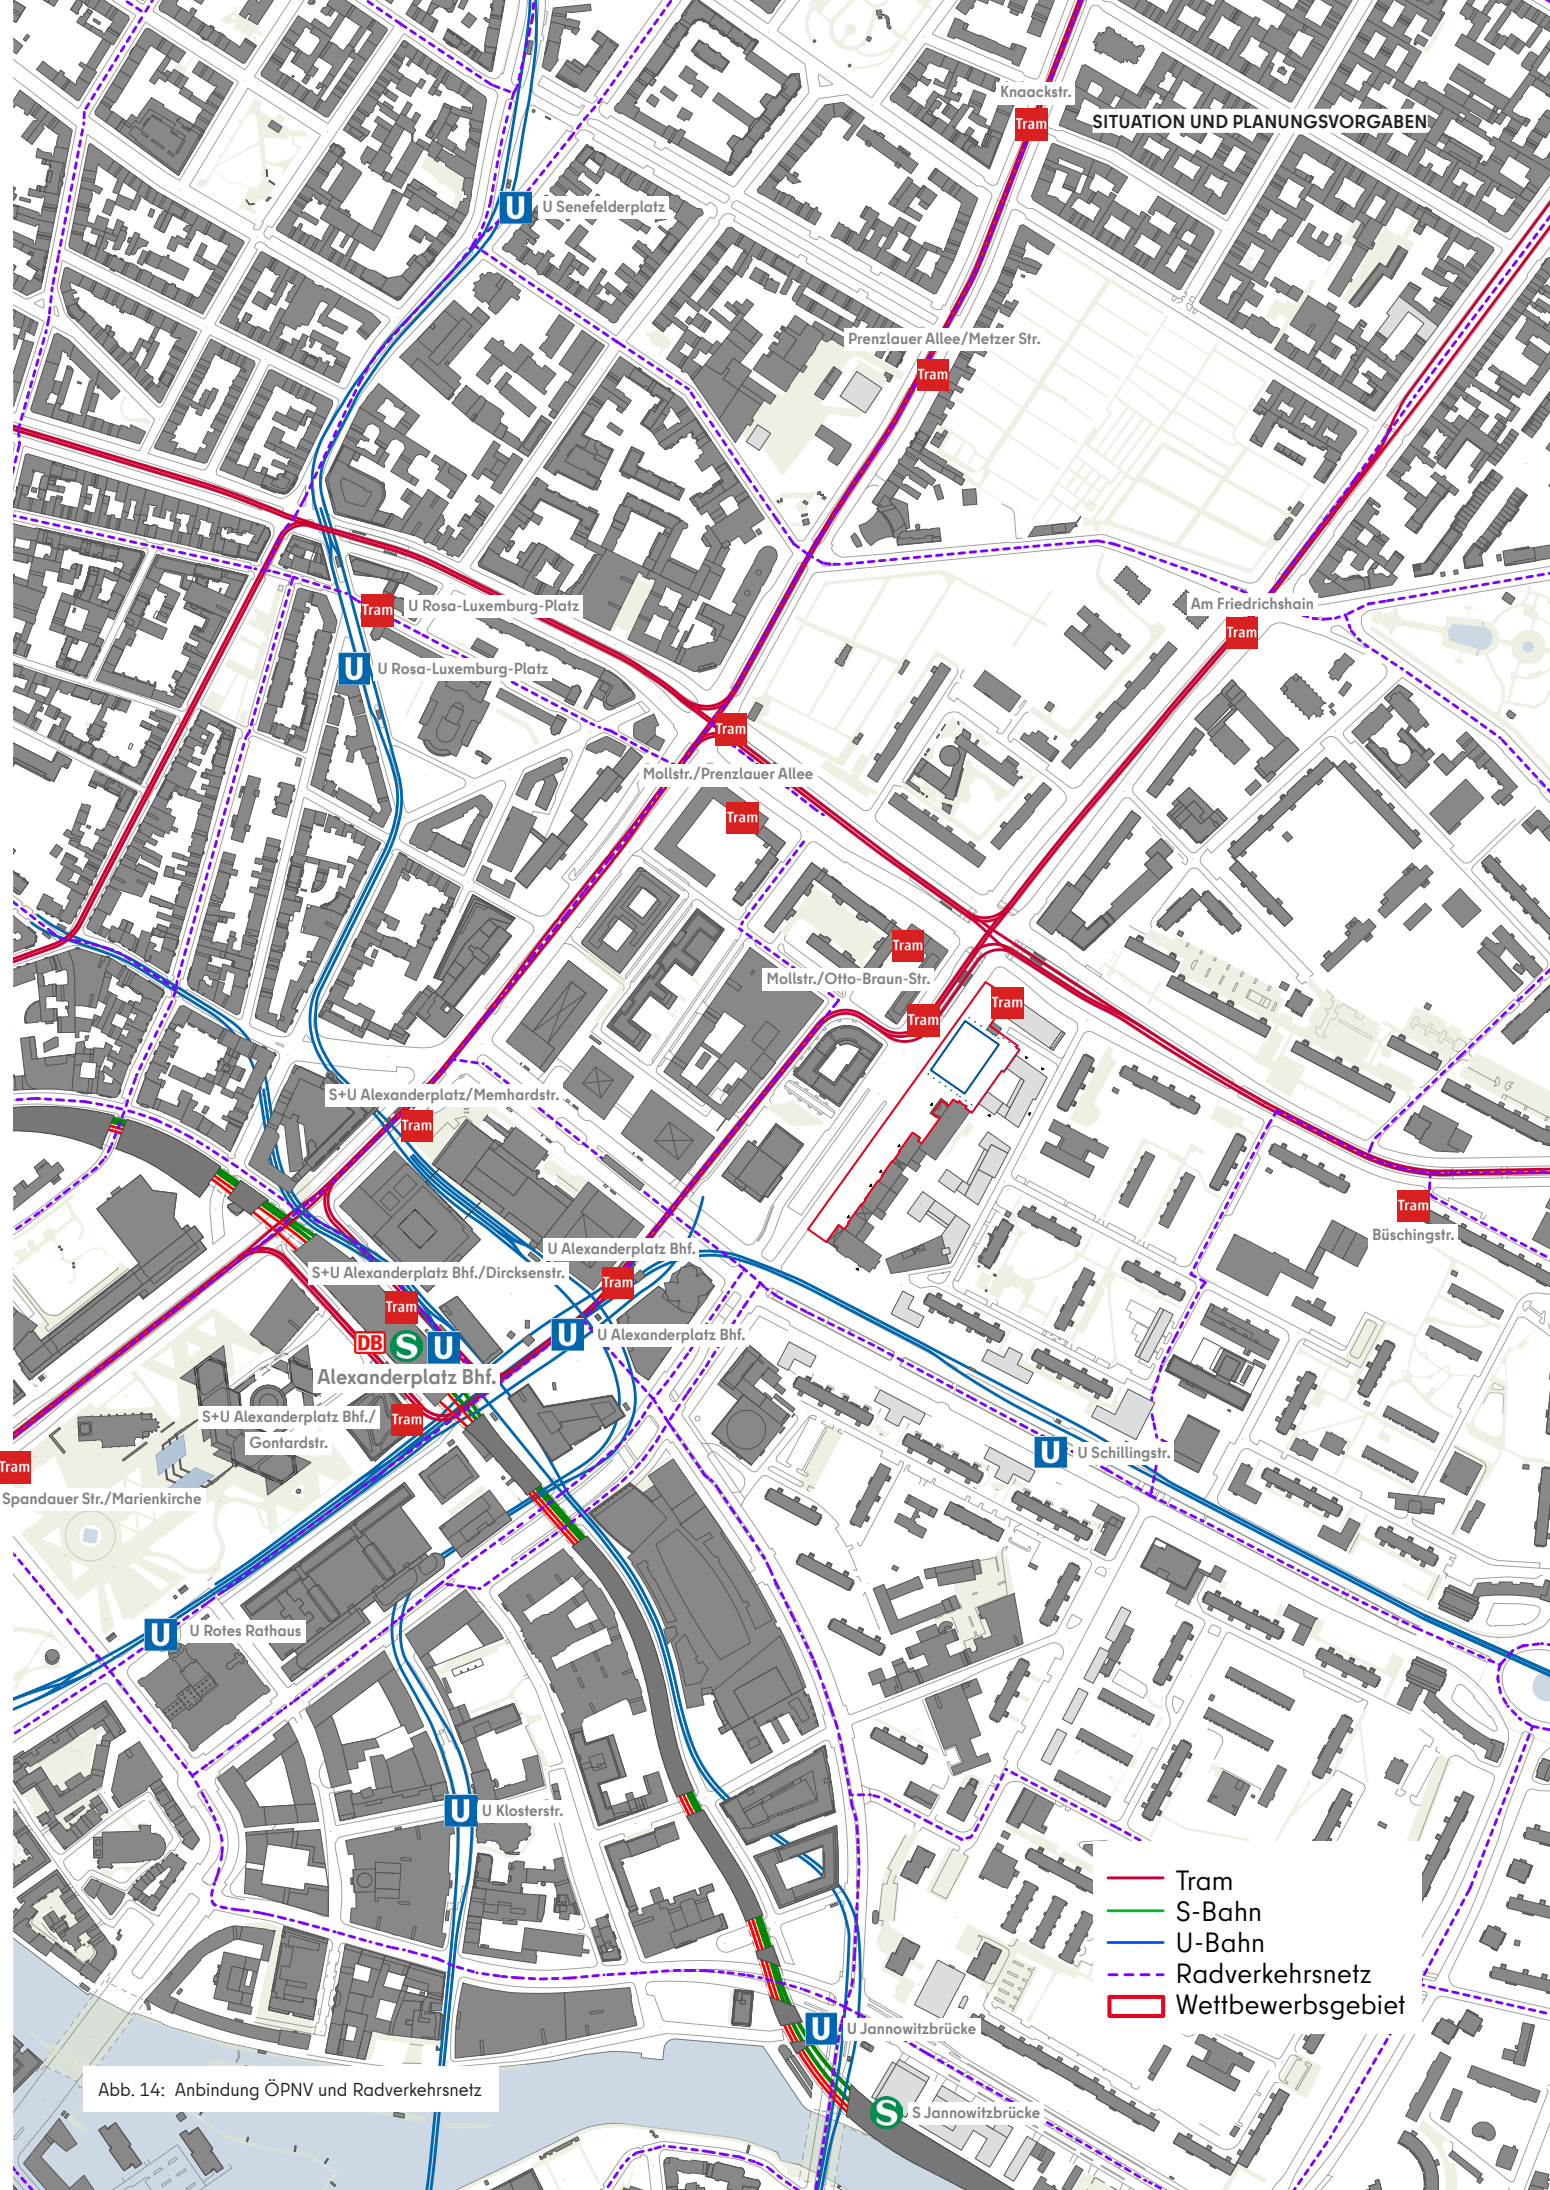 Knaackstr.
Tram
SITUATION UND PLANUNGSVORGABEN
U
U Senefelderplatz
Prenzlauer Allee/Metzer Str.
Tram
Tram
U Rosa-Luxemburg-Platz
Am Friedrichshain
Tram
U
U Rosa-Luxemburg-Platz
Tram
Mollstr./Prenzlauer Allee
Tram
Tram
Mollstr./Otto-Braun-Str.
Tram
Tram
S+U Alexanderplatz/Memhardstr.
Tram
Tram
Büschingstr.
U Alexanderplatz Bhf.
S+U Alexanderplatz Bhf./Dircksenstr.
Tram
Tram
DB
S
U
U
U Alexanderplatz Bhf.
Alexanderplatz Bhf.
S+U Alexanderplatz Bhf./
Gontardstr.
Tram
U
U Schillingstr.
Tram
Spandauer Str./Marienkirche
U
U Rotes Rathaus
U
U Klosterstr.
Tram
S-Bahn
U-Bahn
Radverkehrsnetz
Wettbewerbsgebiet
U
U Jannowitzbrücke
Abb. 14: Anbindung ÖPNV und Radverkehrsnetz
S
S Jannowitzbrücke